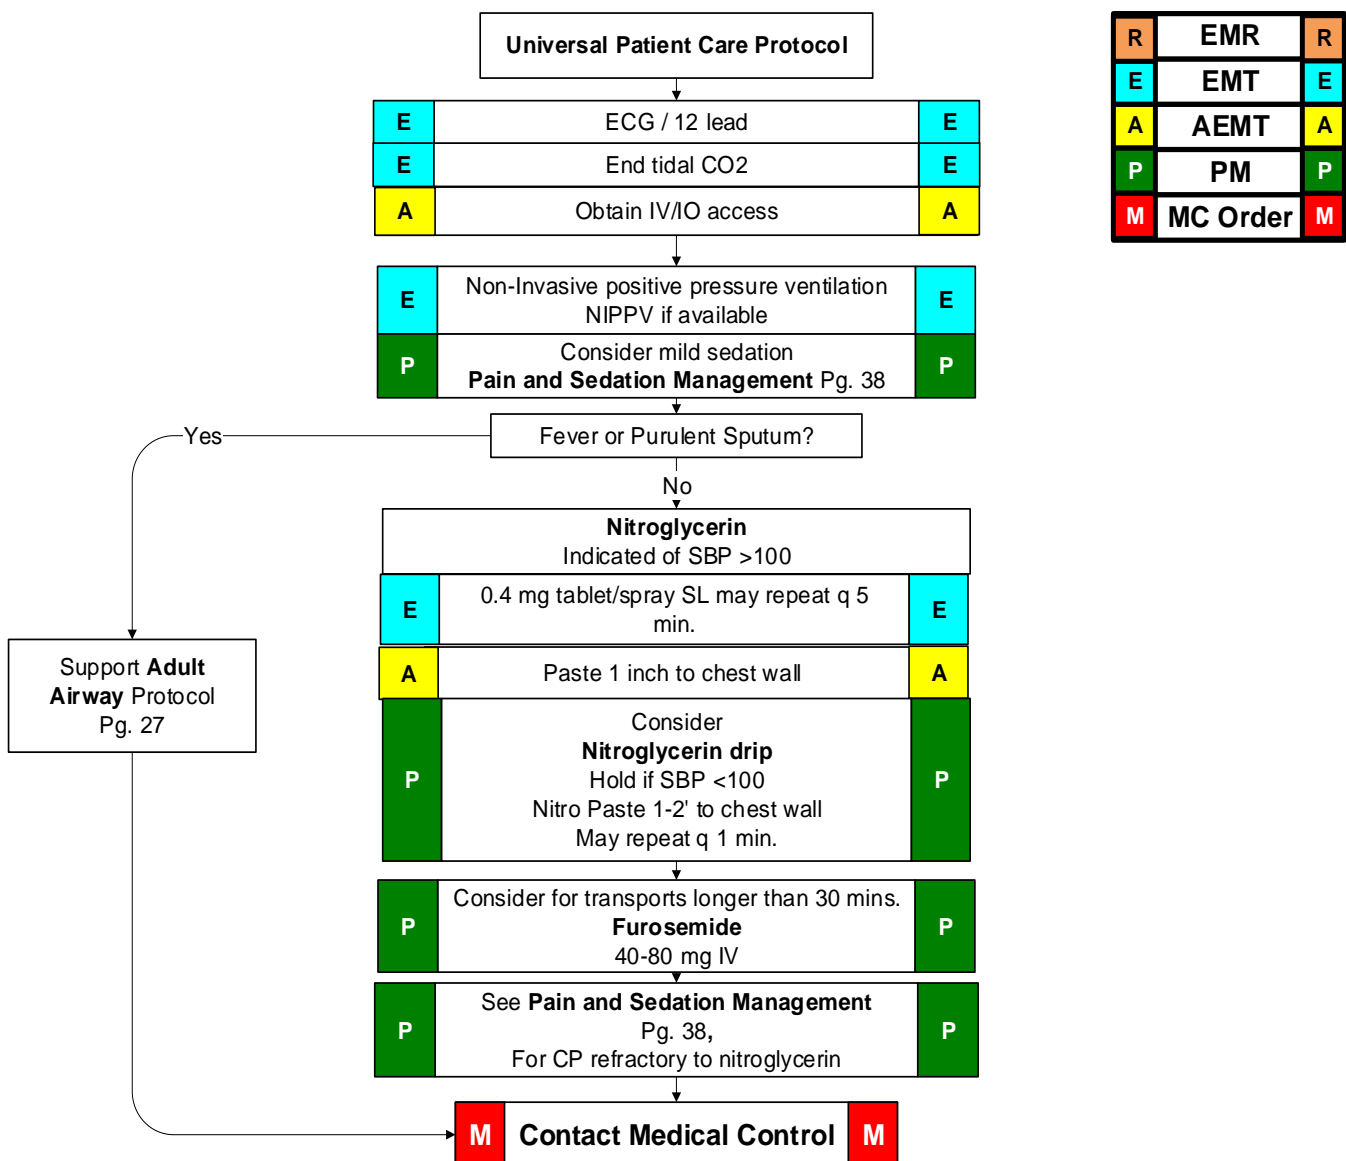 Universal Patient Care Protocol
R EMR R
E EMT E
A AEMT A
P PM P
M MC Order M
E ECG / 12 lead E
E End tidal CO2 E
A Obtain IV/IO access A
E Non-Invasive positive pressure ventilation E
NIPPV if available
P Consider mild sedation P
Pain and Sedation Management Pg. 38
Fever or Purulent Sputum?
Yes
No
Nitroglycerin
Indicated of SBP >100
E 0.4 mg tablet/spray SL may repeat q 5 E
min.
A Paste 1 inch to chest wall A
Support Adult
Airway Protocol
Pg. 27
Consider
Nitroglycerin drip
P Hold if SBP <100 P
Nitro Paste 1-2' to chest wall
May repeat q 1 min.
Consider for transports longer than 30 mins.
P Furosemide P
40-80 mg IV
See Pain and Sedation Management
P Pg. 38, P
For CP refractory to nitroglycerin
M Contact Medical Control M